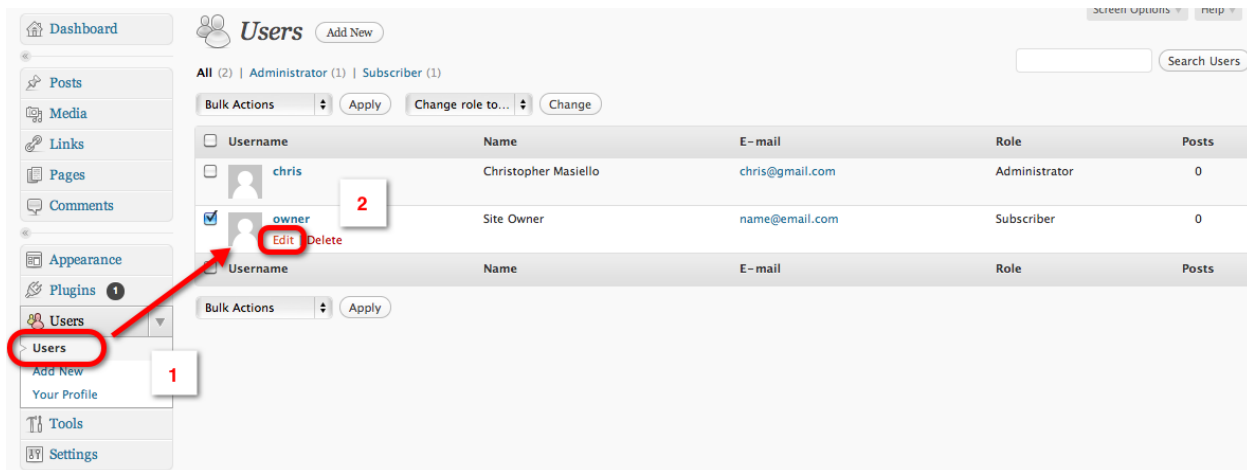 Screen Options Help
Dashboard
Users Add New
Search Users
All (2) | Administrator (1) | Subscriber (1)
Posts
Bulk Actions Apply Change role to... Change
Media
Links
Username Name E-mail Role Posts
Pages
chris Christopher Masiello chris@gmail.com Administrator 0
Comments
2
owner Site Owner name@email.com Subscriber 0
Edit Delete
Appearance
Username Name E-mail Role Posts
Plugins 1
Bulk Actions Apply
Users
Users
Add New
1
Your Profile
Tools
Settings